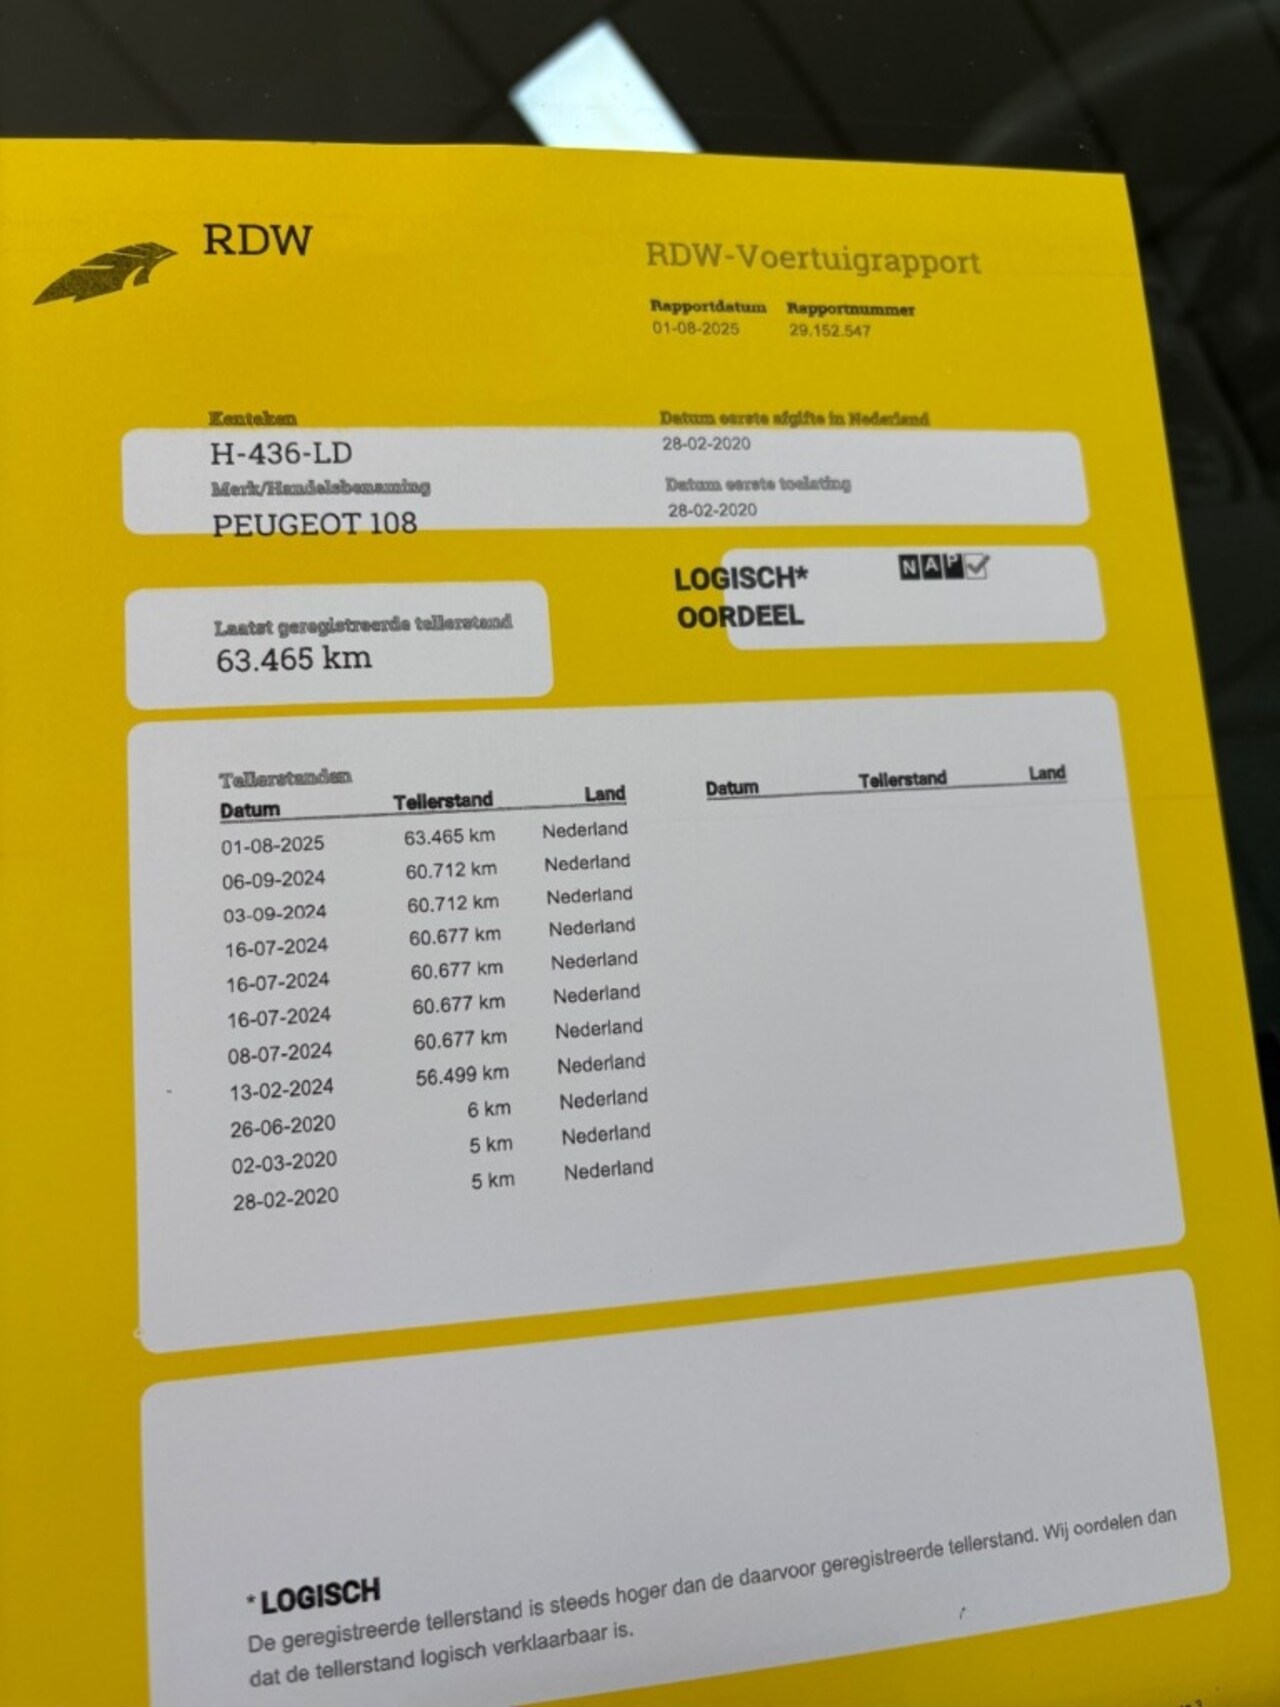 RDW
RDW-Voertuigrapport
Rapportdatum Rapportnummer
01-08-2025 29.152.547
Kenteken
H-436-LD
Merk/Handelsbenaming
PEUGEOT 108
Datum eerste afgifte in Nederland
28-02-2020
Datum eerste toelating
28-02-2020
LOGISCH*
OORDEEL
NAP
Laatst geregistreerde tellerstand
63.465 km
Tellerstanden
Datum Tellerstand Land Datum Tellerstand Land
01-08-2025 63.465 km Nederland
06-09-2024 60.712 km Nederland
03-09-2024 60.712 km Nederland
16-07-2024 60.677 km Nederland
16-07-2024 60.677 km Nederland
16-07-2024 60.677 km Nederland
08-07-2024 60.677 km Nederland
13-02-2024 56.499 km Nederland
26-06-2020 6 km Nederland
02-03-2020 5 km Nederland
28-02-2020 5 km Nederland
* LOGISCH
De geregistreerde tellerstand is steeds hoger dan de daarvoor geregistreerde tellerstand. Wij oordelen dan
dat de tellerstand logisch verklaarbaar is.